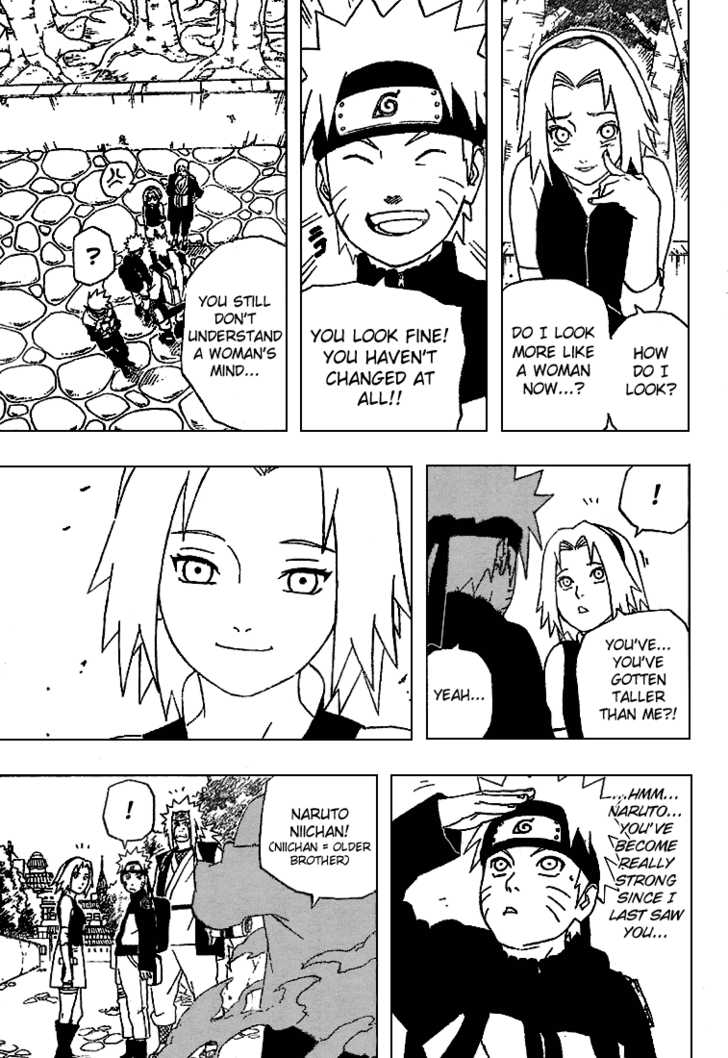 HOW
DO I
LOOK?
DO I LOOK
MORE LIKE
A WOMAN
NOW...?
YOU LOOK FINE!
YOU HAVEN'T
CHANGED AT
ALL!!
?
YOU STILL
DON'T
UNDERSTAND
A WOMAN'S
MIND...
!
YOU'VE...
YOU'VE
GOTTEN
TALLER
THAN ME?!
YEAH...
...HMM...
NARUTO...
YOU'VE
BECOME
REALLY
STRONG
SINCE I
LAST SAW
YOU...
NARUTO
NIICHAN!
(NIICHAN = OLDER
BROTHER)
!